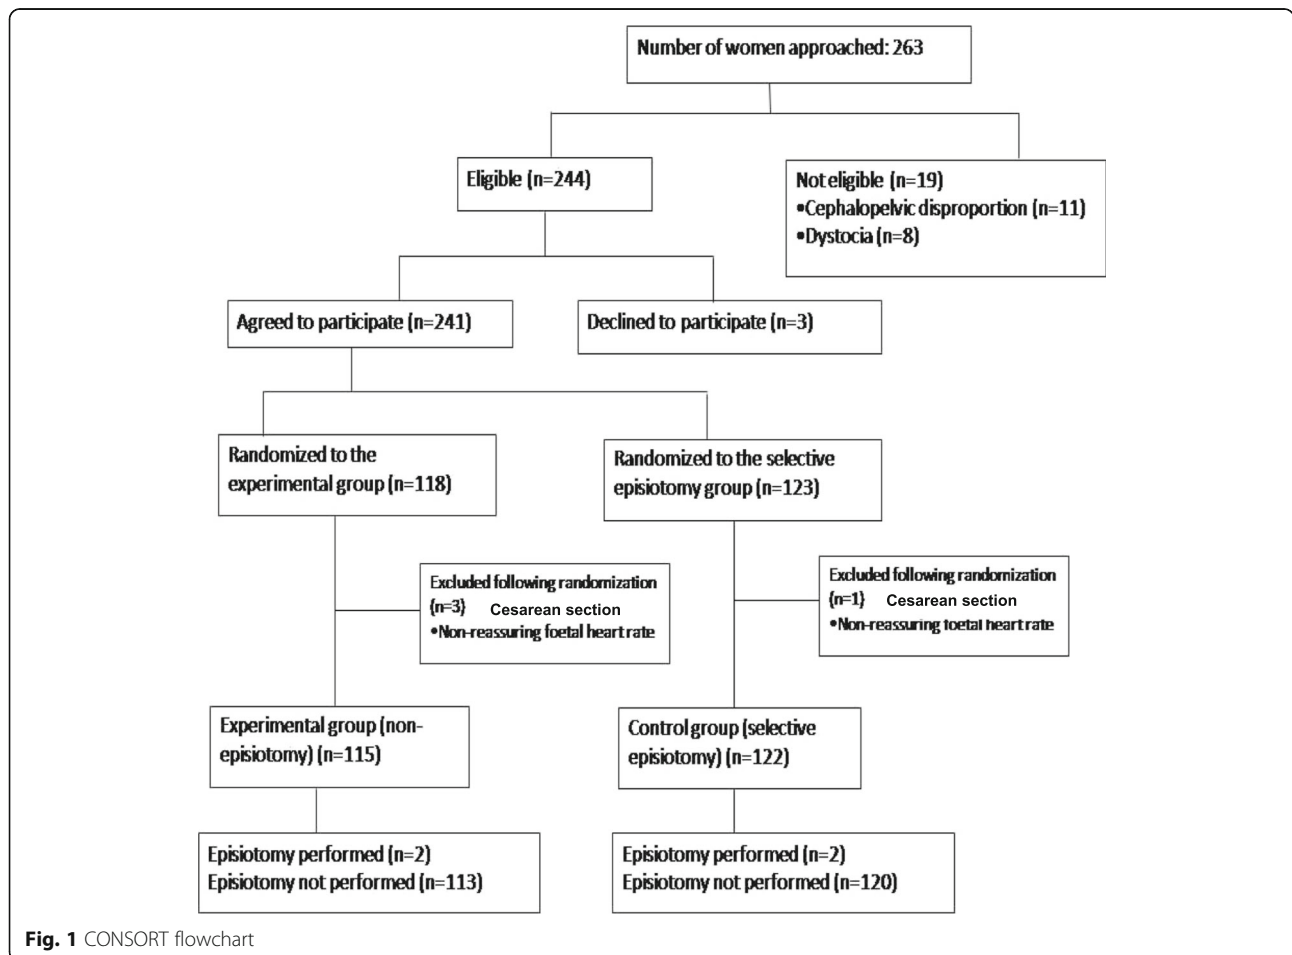 Number of women approached: 263
Eligible (n=244)
Not eligible (n=19)
•Cephalopelvic disproportion (n=11)
•Dystocia (n=8)
Agreed to participate (n=241)
Declined to participate (n=3)
Randomized to the
experimental group (n=118)
Randomized to the selective
episiotomy group (n=123)
Excluded following randomization
(n=3) Cesarean section
•Non-reassuring foetal heart rate
Excluded following randomization
(n=1) Cesarean section
•Non-reassuring foetal heart rate
Experimental group (non-
episiotomy) (n=115)
Control group (selective
episiotomy) (n=122)
Episiotomy performed (n=2)
Episiotomy not performed (n=113)
Episiotomy performed (n=2)
Episiotomy not performed (n=120)
Fig. 1 CONSORT flowchart